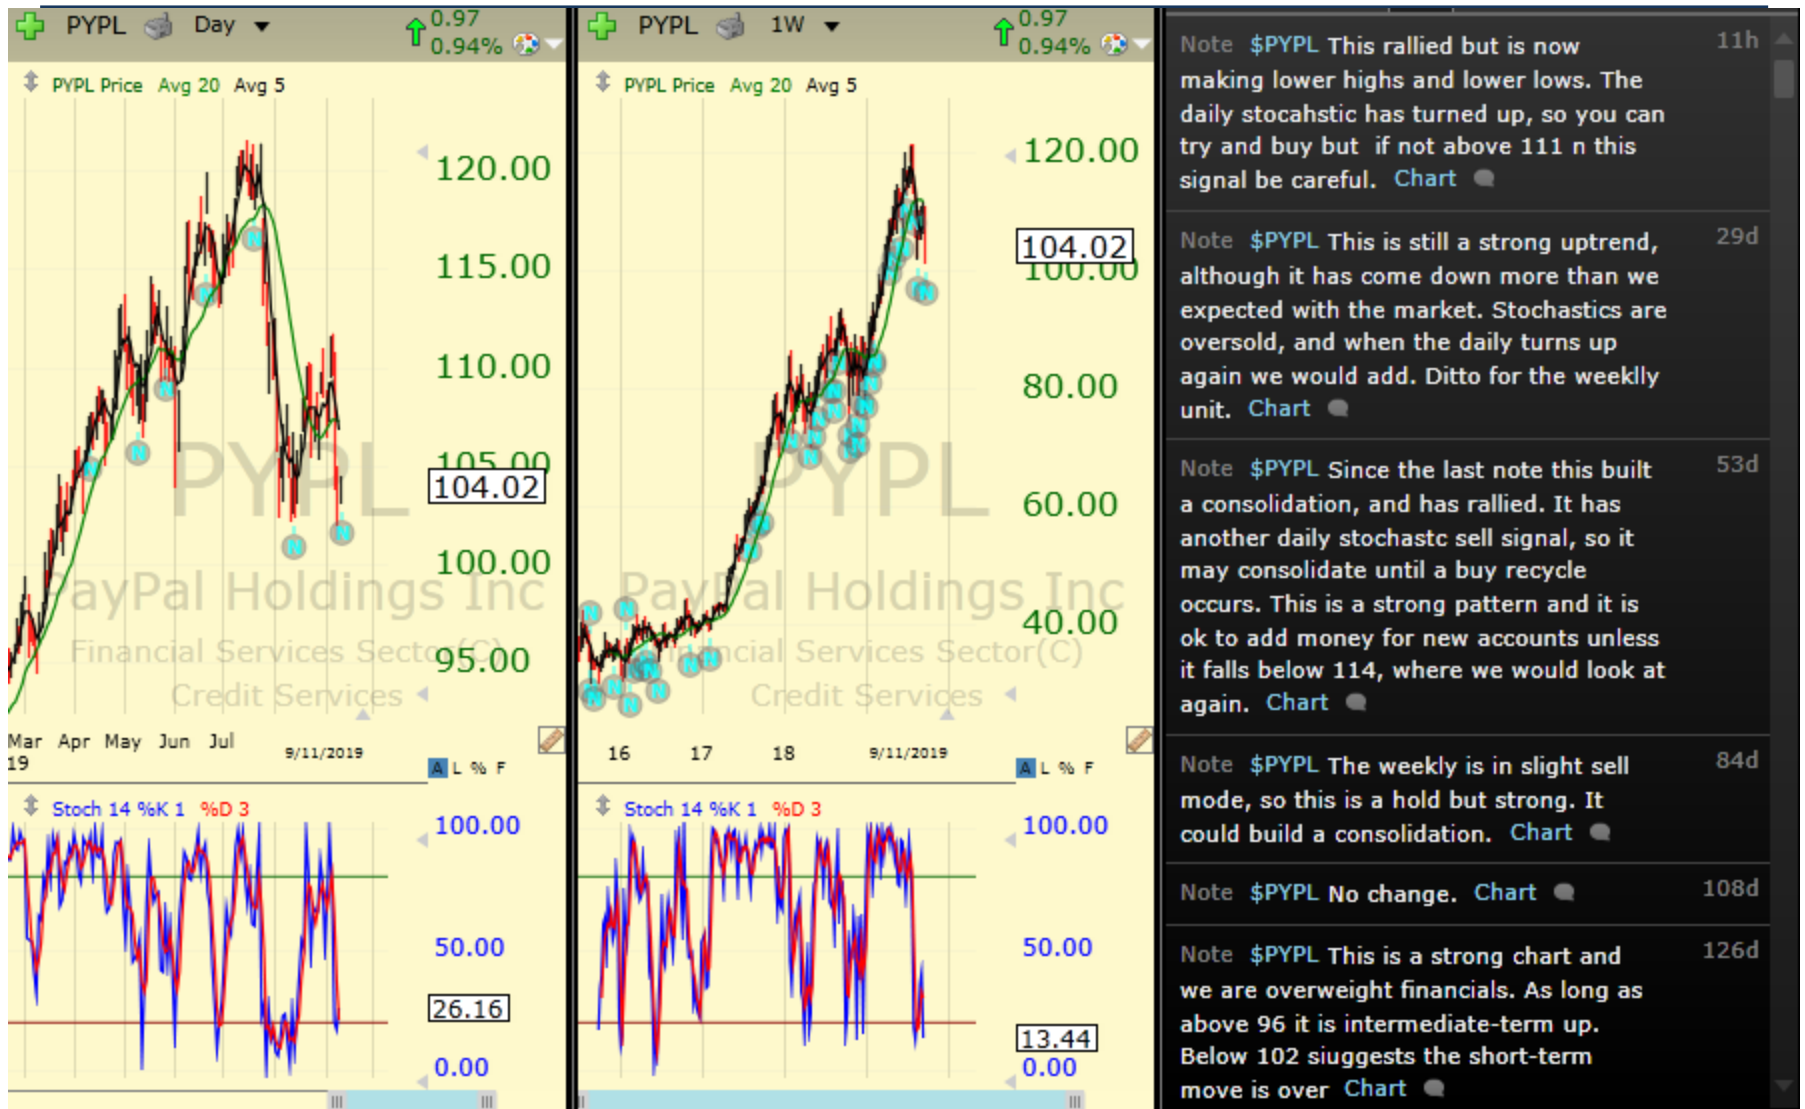 PYPL Day
0.97
0.94%
PYPL Price Avg 20 Avg 5
120.00
115.00
110.00
105.00
104.02
100.00
95.00
PYPL
PayPal Holdings Inc
Financial Services Sector(C)
Credit Services
N
N
N
N
N
N
N
Mar Apr May Jun Jul
19
9/11/2019
A L % F
Stoch 14 %K 1 %D 3
100.00
50.00
26.16
0.00
PYPL 1W
0.97
0.94%
PYPL Price Avg 20 Avg 5
120.00
104.02
100.00
80.00
60.00
40.00
PYPL
PayPal Holdings Inc
Financial Services Sector(C)
Credit Services
16 17 18 9/11/2019
A L % F
Stoch 14 %K 1 %D 3
100.00
50.00
13.44
0.00
Note $PYPL This rallied but is now 11h
making lower highs and lower lows. The
daily stocahstic has turned up, so you can
try and buy but if not above 111 n this
signal be careful. Chart
Note $PYPL This is still a strong uptrend, 29d
although it has come down more than we
expected with the market. Stochastics are
oversold, and when the daily turns up
again we would add. Ditto for the weeklly
unit. Chart
Note $PYPL Since the last note this built 53d
a consolidation, and has rallied. It has
another daily stochastc sell signal, so it
may consolidate until a buy recycle
occurs. This is a strong pattern and it is
ok to add money for new accounts unless
it falls below 114, where we would look at
again. Chart
Note $PYPL The weekly is in slight sell 84d
mode, so this is a hold but strong. It
could build a consolidation. Chart
Note $PYPL No change. Chart 108d
Note $PYPL This is a strong chart and 126d
we are overweight financials. As long as
above 96 it is intermediate-term up.
Below 102 siuggests the short-term
move is over Chart